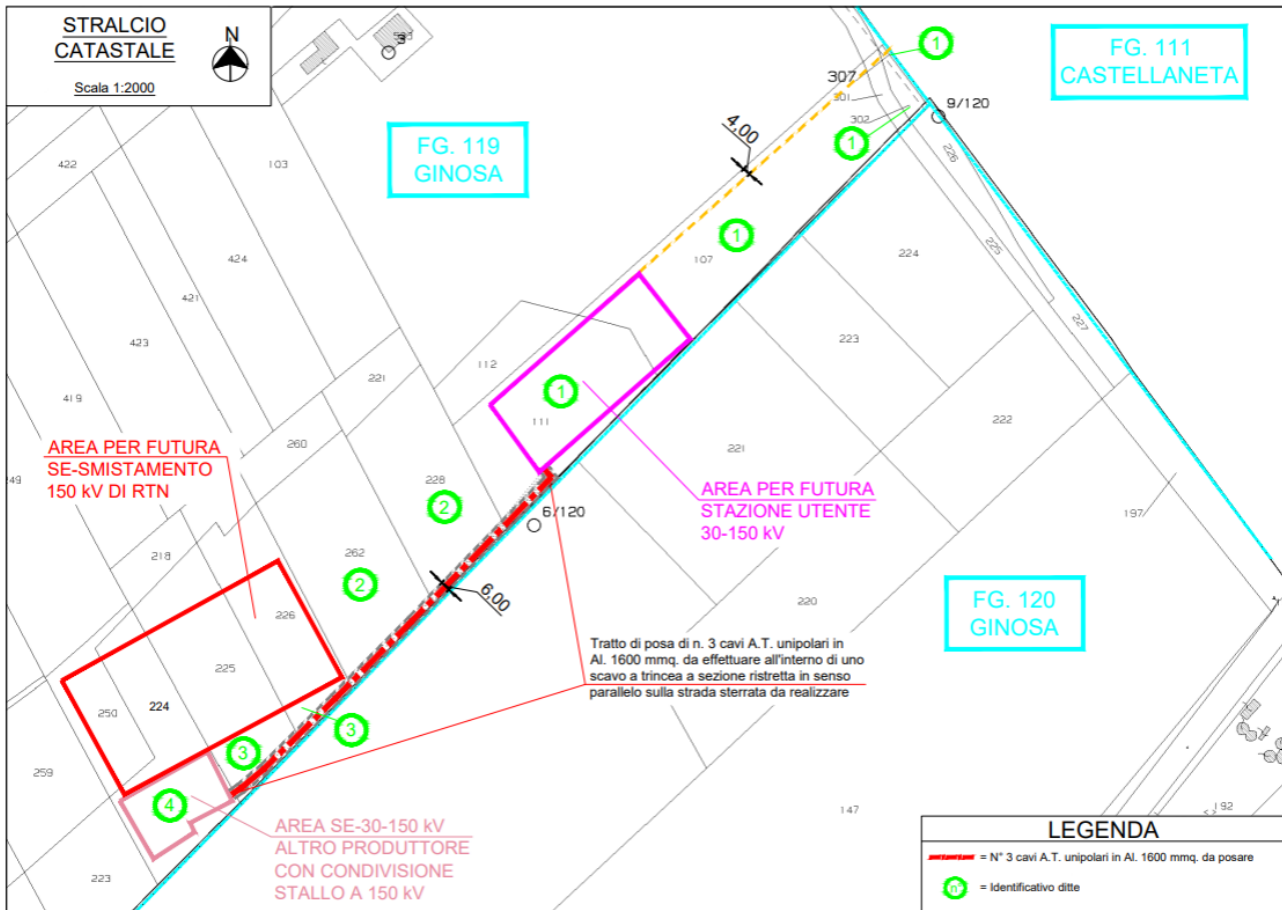 STRALCIO
CATASTALE
Scala 1:2000
N
3
FG. 111
CASTELLANETA
FG. 119
GINOSA
FG. 120
GINOSA
1
307
301
302
9/120
1
4,00
1
226
225
227
224
107
223
222
221
220
197
147
192
422
103
424
421
423
419
249
221
260
112
111
1
228
2
6/120
262
2
6,00
218
226
225
224
250
259
223
3
3
4
AREA PER FUTURA
SE-SMISTAMENTO
150 kV DI RTN
AREA PER FUTURA
STAZIONE UTENTE
30-150 kV
Tratto di posa di n. 3 cavi A.T. unipolari in
Al. 1600 mmq. da effettuare all'interno di uno
scavo a trincea a sezione ristretta in senso
parallelo sulla strada sterrata da realizzare
AREA SE-30-150 kV
ALTRO PRODUTTORE
CON CONDIVISIONE
STALLO A 150 kV
LEGENDA
= N° 3 cavi A.T. unipolari in Al. 1600 mmq. da posare
n°
= Identificativo ditte